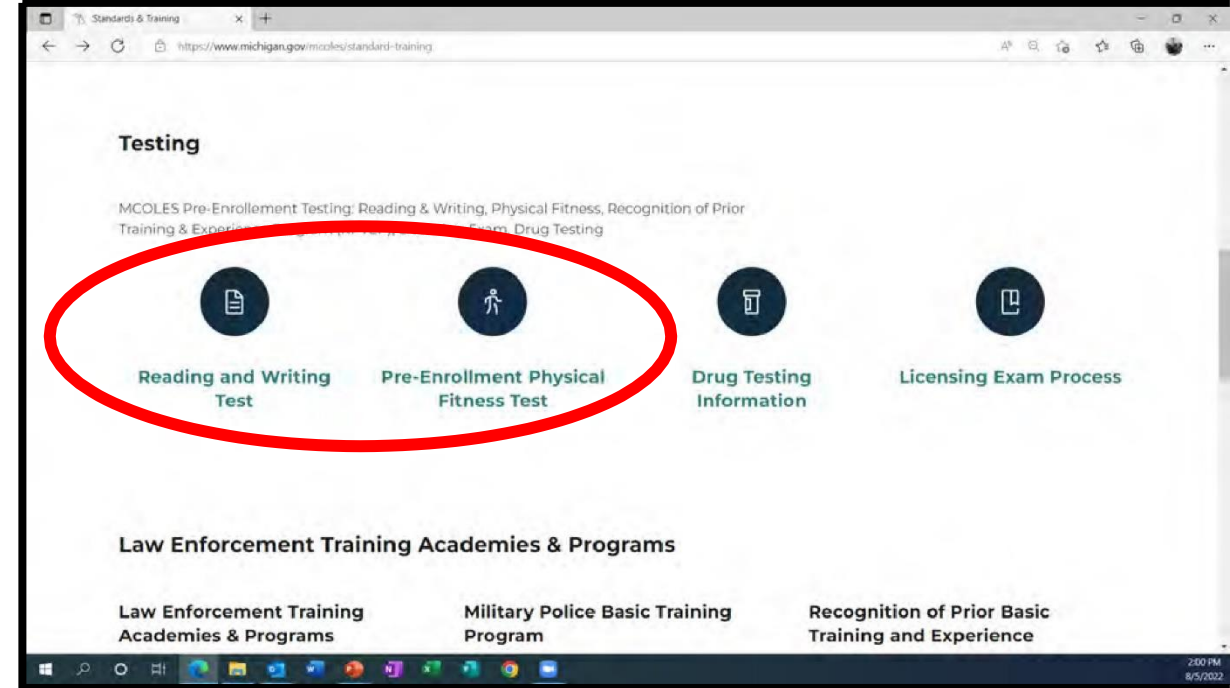 Standards & Training
https://www.michigan.gov/mcoles/standard-training
Testing
MCOLES Pre-Enrollement Testing: Reading & Writing, Physical Fitness, Recognition of Prior
Training & Exam, Drug Testing
Reading and Writing
Test
Pre-Enrollment Physical
Fitness Test
Drug Testing
Information
Licensing Exam Process
Law Enforcement Training Academies & Programs
Law Enforcement Training
Academies & Programs
Military Police Basic Training
Program
Recognition of Prior Basic
Training and Experience
2:00 PM
8/5/2022